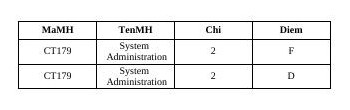 MaMH TenMH Chi Diem
CT179 System Administration 2 F
CT179 System Administration 2 D